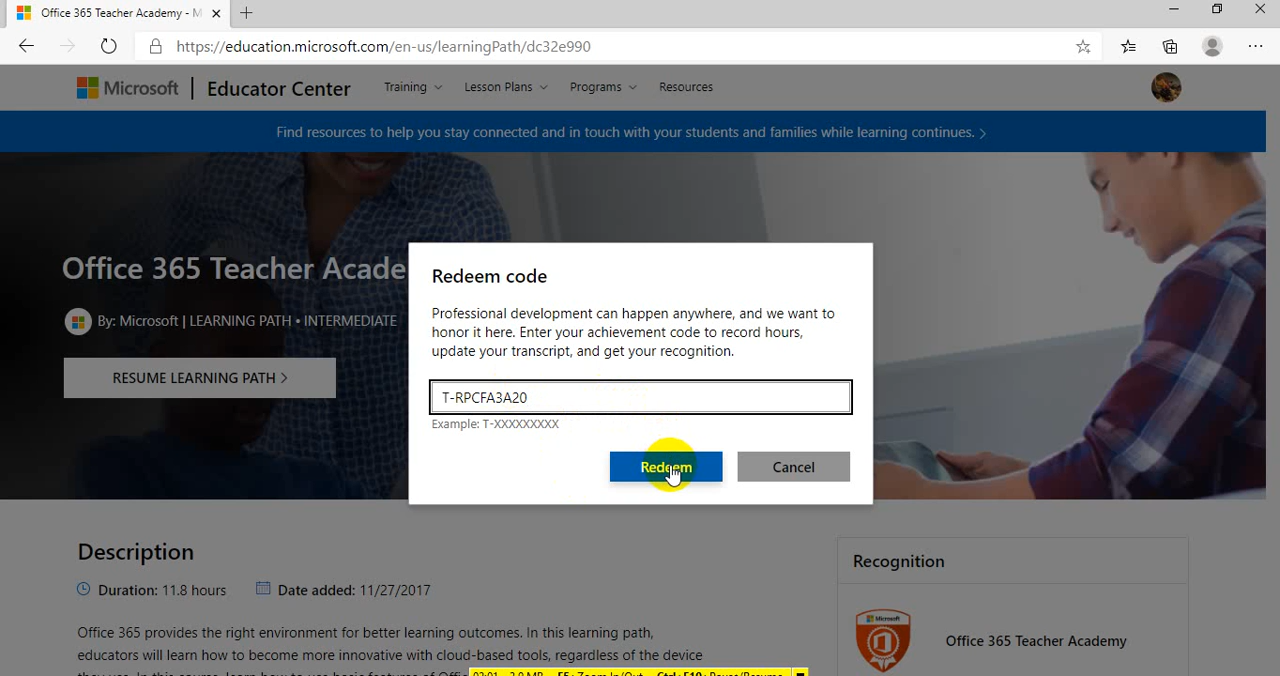 Office 365 Teacher Academy - M
https://education.microsoft.com/en-us/learningPath/dc32e990
Microsoft | Educator Center Training Lesson Plans Programs Resources
Find resources to help you stay connected and in touch with your students and families while learning continues. >
Office 365 Teacher Acade
By: Microsoft | LEARNING PATH • INTERMEDIATE
RESUME LEARNING PATH >
Redeem code
Professional development can happen anywhere, and we want to
honor it here. Enter your achievement code to record hours,
update your transcript, and get your recognition.
T-RPCFA3A20
Example: T-XXXXXXXXX
Redeem Cancel
Description
Duration: 11.8 hours Date added: 11/27/2017
Office 365 provides the right environment for better learning outcomes. In this learning path,
educators will learn how to become more innovative with cloud-based tools, regardless of the device
Recognition
Microsoft
Office 365 Teacher Academy